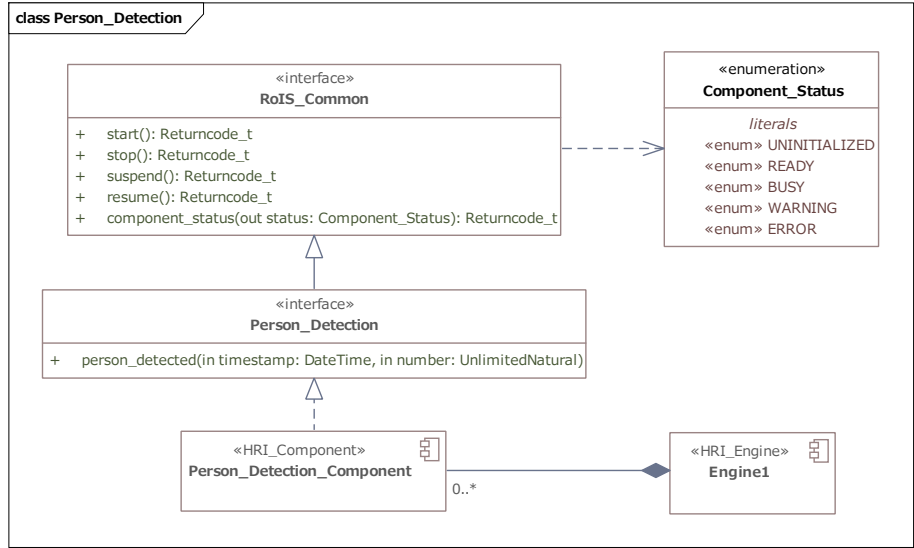 class Person_Detection
«interface»
RoIS_Common
+ start(): Returncode_t
+ stop(): Returncode_t
+ suspend(): Returncode_t
+ resume(): Returncode_t
+ component_status(out status: Component_Status): Returncode_t
«enumeration»
Component_Status
literals
«enum» UNINITIALIZED
«enum» READY
«enum» BUSY
«enum» WARNING
«enum» ERROR
«interface»
Person_Detection
+ person_detected(in timestamp: DateTime, in number: UnlimitedNatural)
«HRI_Component»
Person_Detection_Component
0..*
«HRI_Engine»
Engine1